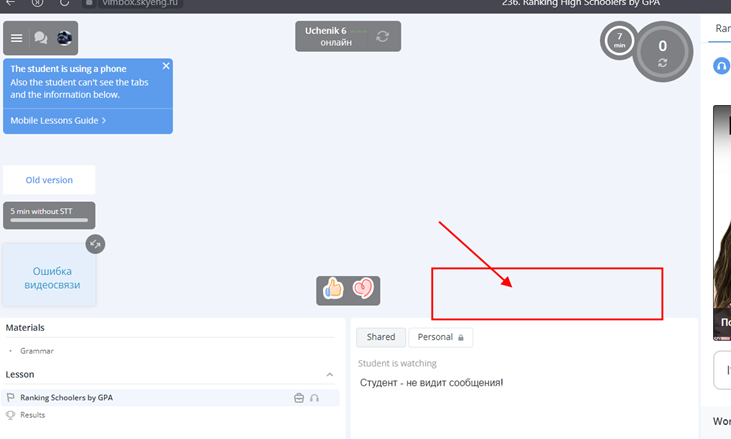 vimbox.skyeng.ru
236. Ranking High Schoolers by GPA
Uchenik 6
онлайн
7
min
0
The student is using a phone
Also the student can't see the tabs
and the information below.
Mobile Lessons Guide
Old version
5 min without STT
Ошибка
видеосвязи
Materials
Grammar
Lesson
Ranking Schoolers by GPA
Results
Shared
Personal
Student is watching
Студент - не видит сообщения!